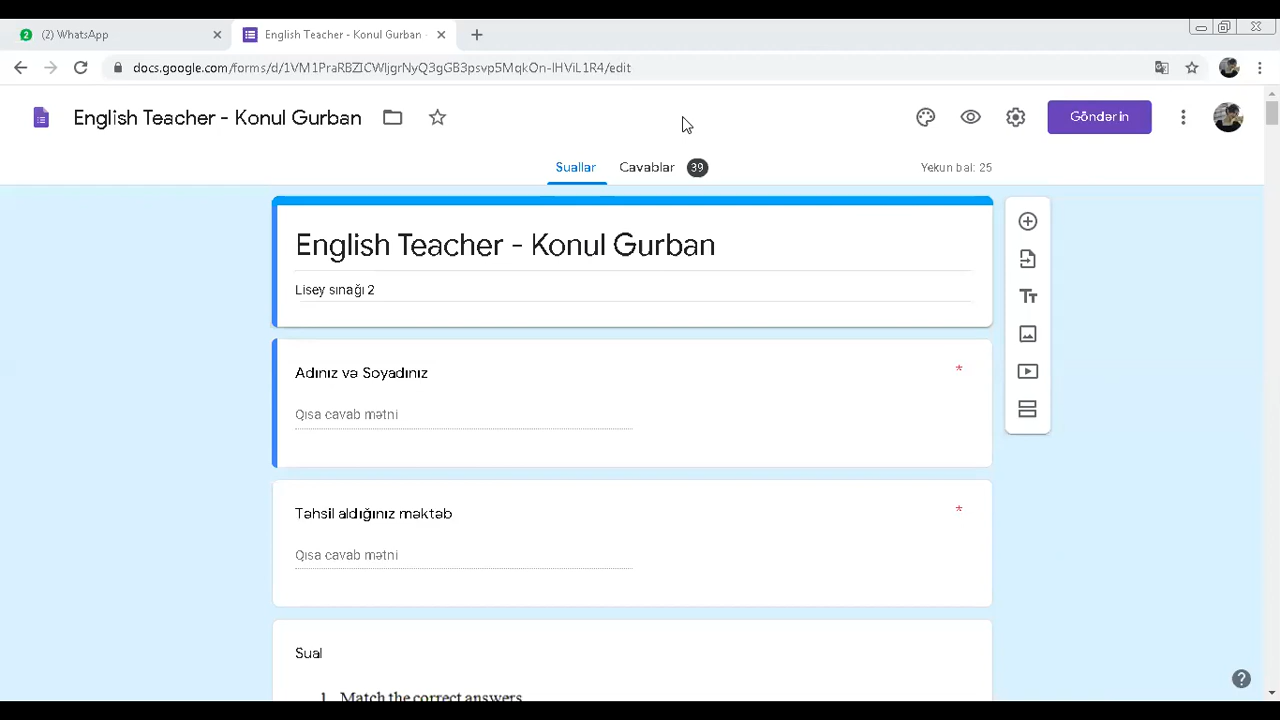 (2) WhatsApp
English Teacher - Konul Gurban -
docs.google.com/forms/d/1VM1PraRBZICWljgrNyQ3gGB3psvp5MqkOn-lHViL1R4/edit
English Teacher - Konul Gurban
Göndərin
Suallar
Cavablar 39
Yekun bal: 25
English Teacher - Konul Gurban
Lisey sınağı 2
Adınız və Soyadınız *
Qısa cavab mətni
Təhsil aldığınız məktəb *
Qısa cavab mətni
Sual
1. Match the correct answers